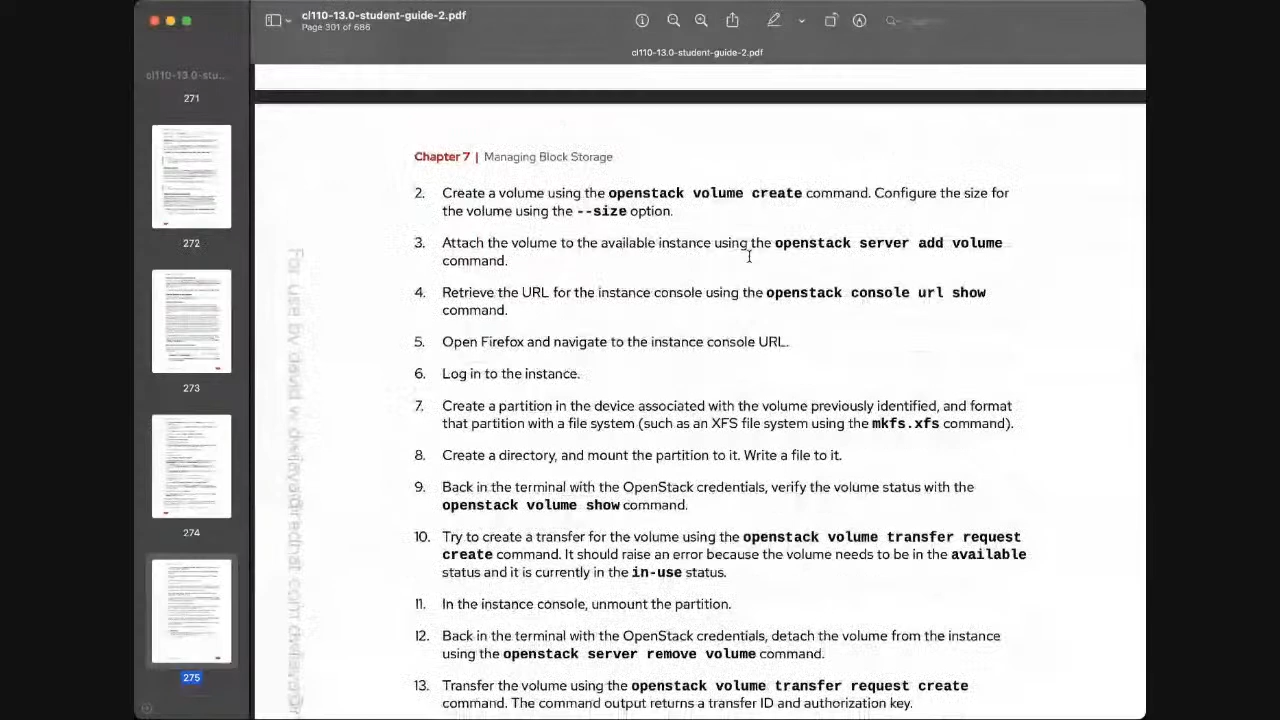 cl110-13.0-student-guide-2.pdf
Page 301 of 686
cl110-13.0-student-guide-2.pdf
cl110-13.0-stu...
271
272
273
274
275
Chapter 7 | Managing Block Storage
2. Create a volume using the openstack volume create command. Configure the size for
the volume using the --size option.
3. Attach the volume to the available instance using the openstack server add volume
command.
4. the URL for the instance console using the openstack console url show
command.
5. Open Firefox and navigate to the instance console URL.
6. Log in to the instance.
7. Create a partition in the device associated with the volume previously identified, and format
the partition with a file system such as an XFS file system using the mkfs.xfs command).
8. Create a directory, and mount the partition to it. Write a file to it.
9. in the terminal with the OpenStack credentials, verify the volume status with the
openstack volume show command.
10. Try to create a transfer for the volume using the openstack volume transfer request
create command. It should raise an error because the volume needs to be in the available
status and it is currently in in-use status.
11. In the instance console, unmount the partition.
12. Back in the terminal with the OpenStack credentials, detach the volume from the instance
using the openstack server remove volume command.
13. Transfer the volume using the openstack volume transfer request create
command. The command output returns a transfer ID and authorization key.